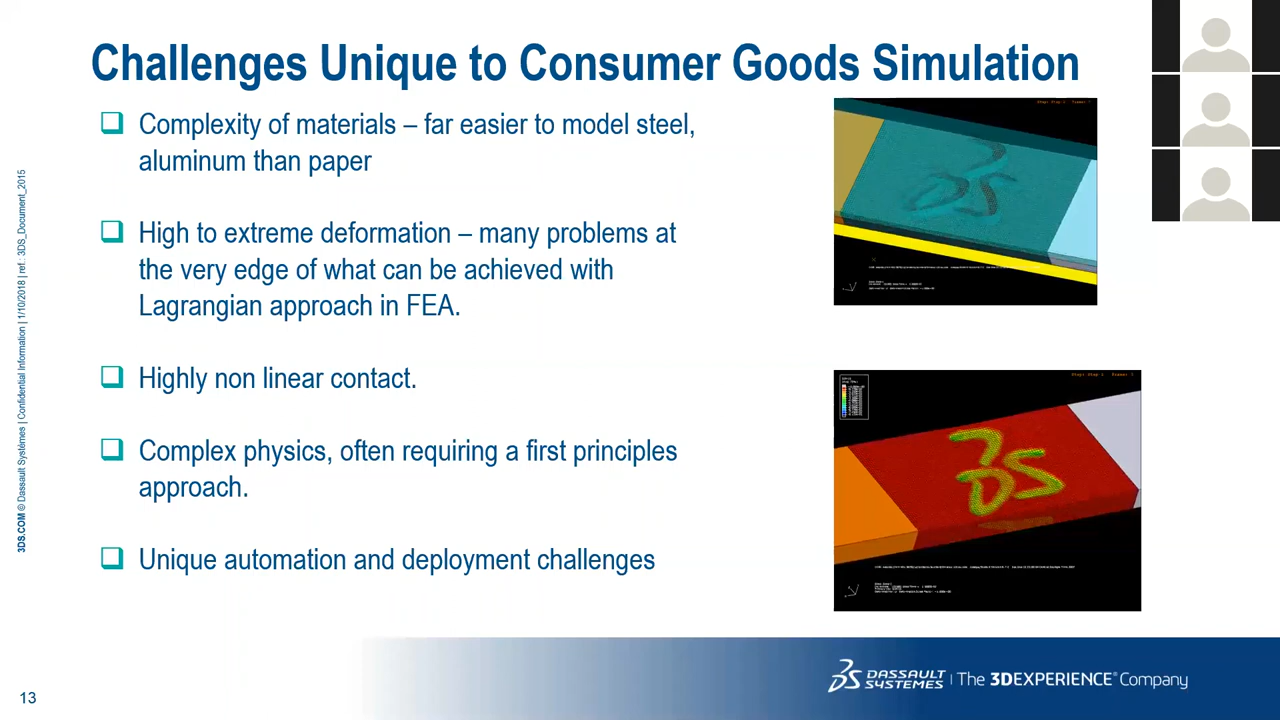 Challenges Unique to Consumer Goods Simulation
❑ Complexity of materials – far easier to model steel,
aluminum than paper
❑ High to extreme deformation – many problems at
the very edge of what can be achieved with
Lagrangian approach in FEA.
❑ Highly non linear contact.
❑ Complex physics, often requiring a first principles
approach.
❑ Unique automation and deployment challenges
3DS.COM © Dassault Systèmes | Confidential Information | 1/10/2018 | ref.: 3DS_Document_2015
13
DASSAULT
SYSTEMES | The 3DEXPERIENCE® Company